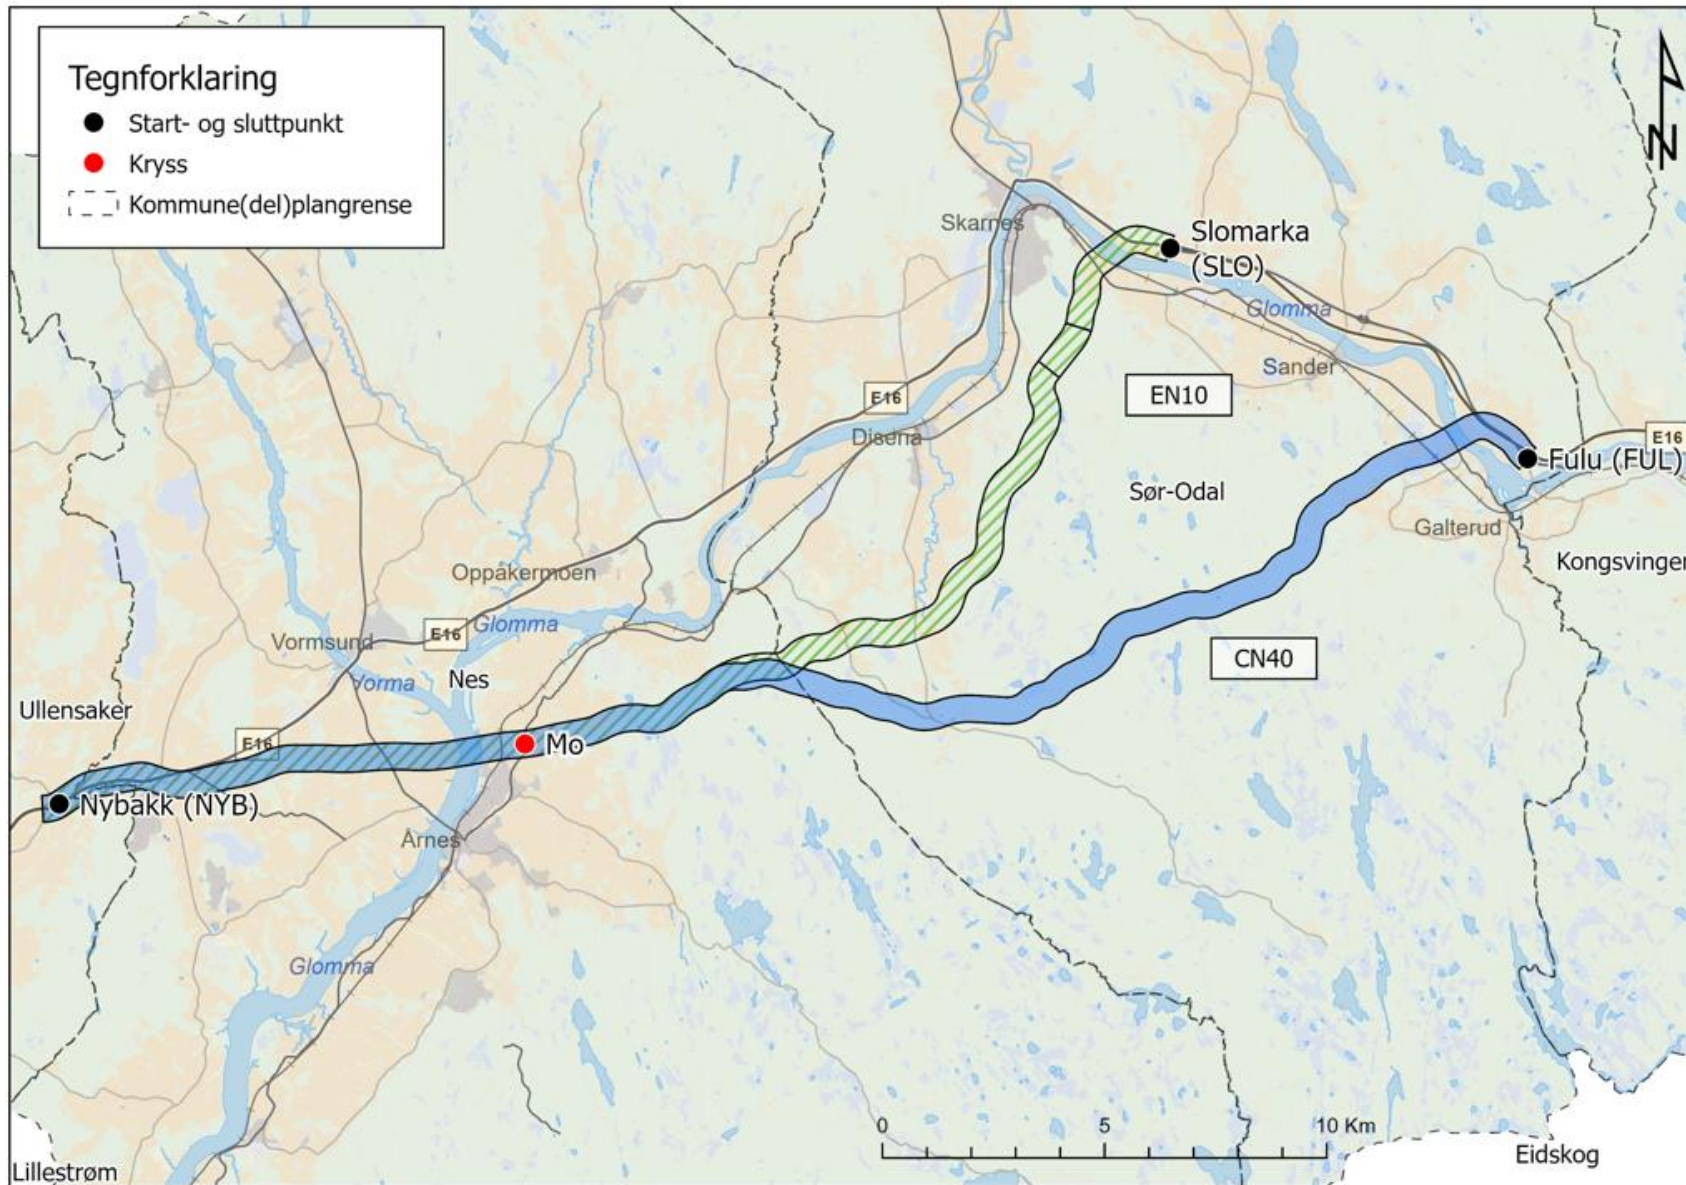 Tegnforklaring
Start- og sluttpunkt
Kryss
Kommune(del)plangrense
N
Skarnes
Slomarka
(SLO)
Glomma
Sander
EN10
E16
Disenå
E16
Fulu (FUL)
Sør-Odal
Galterud
Kongsvinger
Oppåkermoen
Glomma
E16
Vormsund
CN40
Vorma
Nes
Ullensaker
E16
Mo
Nybakk (NYB)
Årnes
Glomma
0
5
10 Km
Eidskog
Lillestrøm